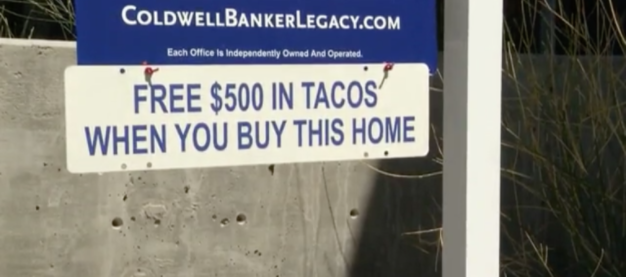 COLDWELLBANKERLEGACY.COM
Each Office Is Independently Owned And Operated.
FREE $500 IN TACOS
WHEN YOU BUY THIS HOME